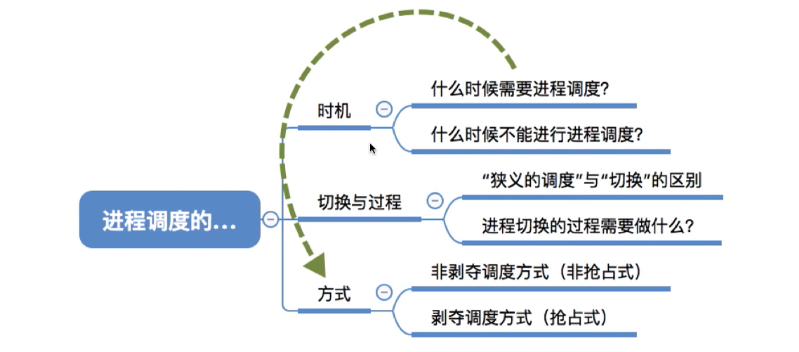 什么时候需要进程调度?
时机
什么时候不能进行进程调度?
“狭义的调度”与“切换”的区别
切换与过程
进程调度的...
进程切换的过程需要做什么?
非剥夺调度方式（非抢占式）
方式
剥夺调度方式（抢占式）